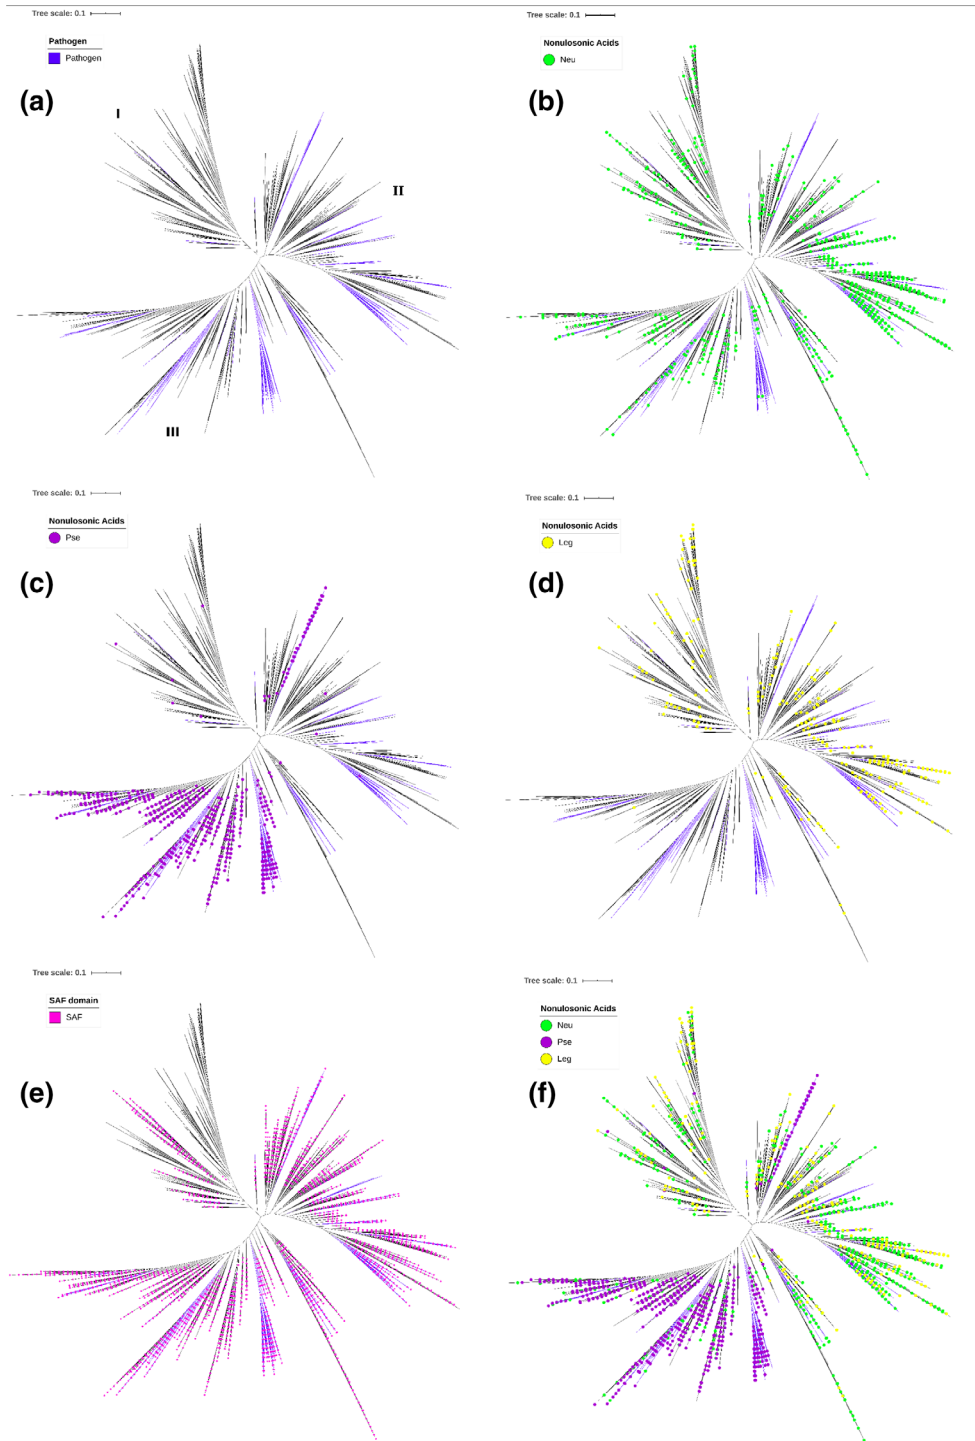 Tree scale: 0.1
Pathogen
Pathogen
(a)
I
II
III
Tree scale: 0.1
Nonulosonic Acids
Neu
(b)
Tree scale: 0.1
Nonulosonic Acids
Pse
(c)
Tree scale: 0.1
Nonulosonic Acids
Leg
(d)
Tree scale: 0.1
SAF domain
SAF
(e)
Tree scale: 0.1
Nonulosonic Acids
Neu
Pse
Leg
(f)